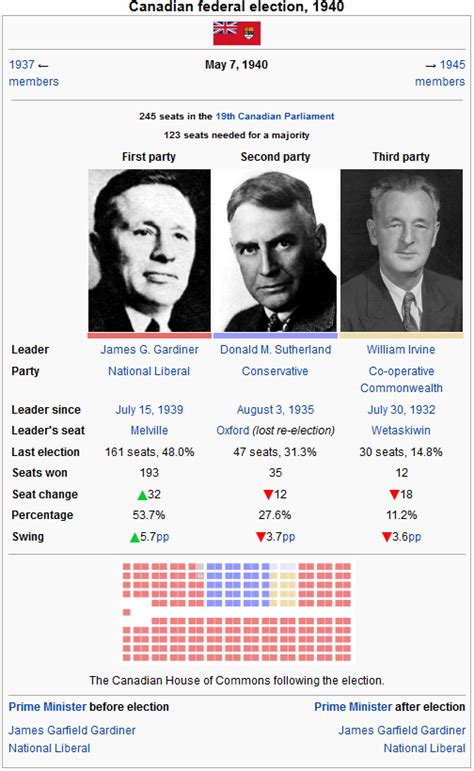 Canadian federal election, 1940
1937 ← May 7, 1940 → 1945
members members
245 seats in the 19th Canadian Parliament
123 seats needed for a majority
First party Second party Third party
Leader James G. Gardiner Donald M. Sutherland William Irvine
Party National Liberal Conservative Co-operative
Commonwealth
Leader since July 15, 1939 August 3, 1935 July 30, 1932
Leader's seat Melville Oxford (lost re-election) Wetaskiwin
Last election 161 seats, 48.0% 47 seats, 31.3% 30 seats, 14.8%
Seats won 193 35 12
Seat change ▲32 ▼12 ▼18
Percentage 53.7% 27.6% 11.2%
Swing ▲5.7pp ▼3.7pp ▼3.6pp
The Canadian House of Commons following the election.
Prime Minister before election Prime Minister after election
James Garfield Gardiner James Garfield Gardiner
National Liberal National Liberal